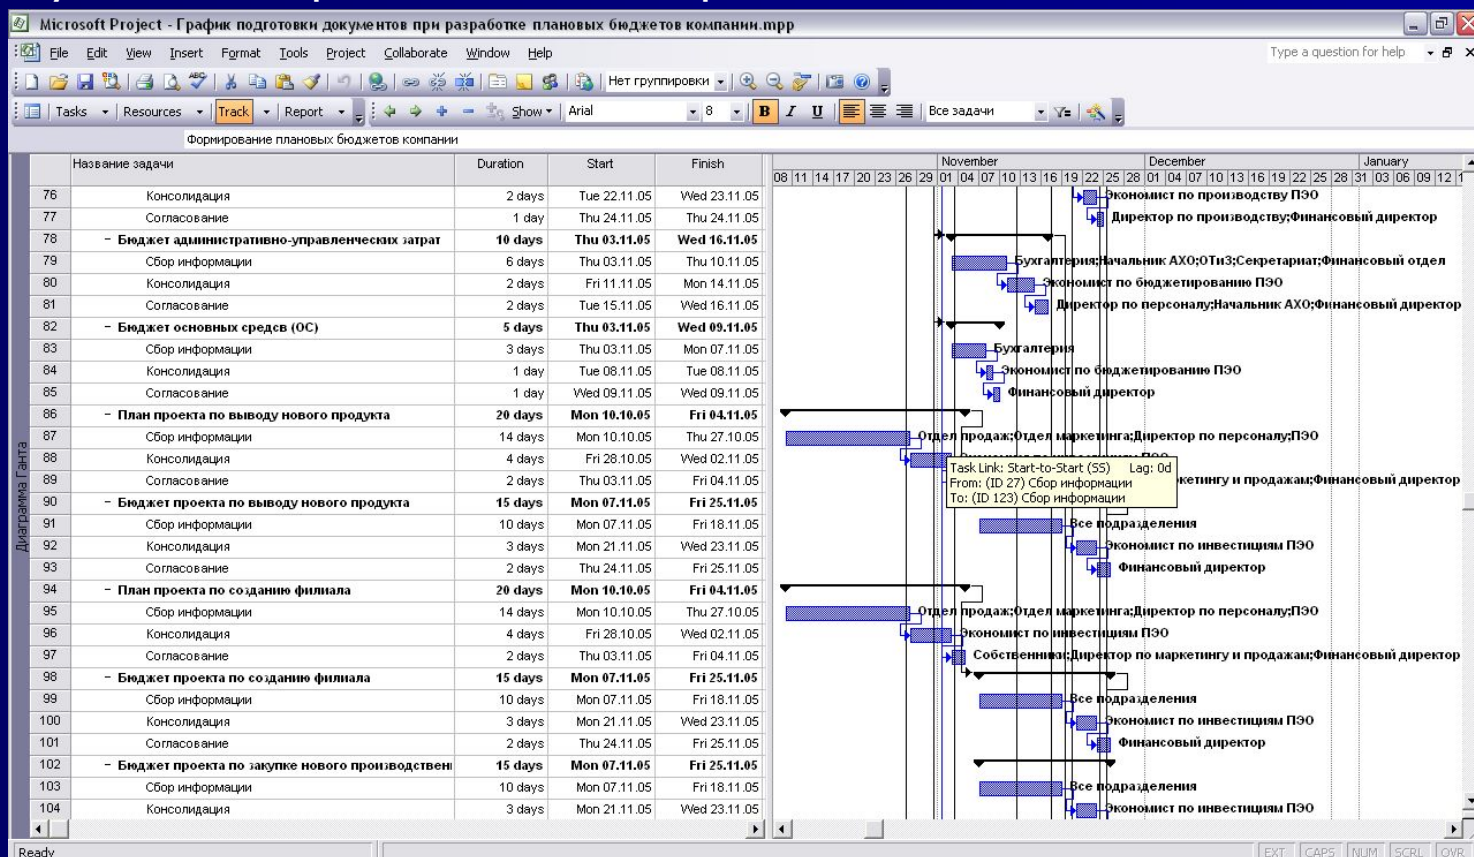 Microsoft Project - График подготовки документов при разработке плановых бюджетов компании.mpp
File Edit View Insert Format Tools Project Collaborate Window Help Type a question for help
Нет группировки
Tasks Resources Track Report Show Arial 8 B I U Все задачи
Формирование плановых бюджетов компании
Название задачи Duration Start Finish November December January
08 11 14 17 20 23 26 29 01 04 07 10 13 16 19 22 25 28 01 04 07 10 13 16 19 22 25 28 31 03 06 09 12
76 Консолидация 2 days Tue 22.11.05 Wed 23.11.05 Экономист по производству ПЭО
77 Согласование 1 day Thu 24.11.05 Thu 24.11.05 Директор по производству;Финансовый директор
78 - Бюджет административно-управленческих затрат 10 days Thu 03.11.05 Wed 16.11.05
79 Сбор информации 6 days Thu 03.11.05 Thu 10.11.05 Бухгалтерия;Начальник АХО;ОТиЗ;Секретариат;Финансовый отдел
80 Консолидация 2 days Fri 11.11.05 Mon 14.11.05 Экономист по бюджетированию ПЭО
81 Согласование 2 days Tue 15.11.05 Wed 16.11.05 Директор по персоналу;Начальник АХО;Финансовый директор
82 - Бюджет основных средсв (ОС) 5 days Thu 03.11.05 Wed 09.11.05
83 Сбор информации 3 days Thu 03.11.05 Mon 07.11.05 Бухгалтерия
84 Консолидация 1 day Tue 08.11.05 Tue 08.11.05 Экономист по бюджетированию ПЭО
85 Согласование 1 day Wed 09.11.05 Wed 09.11.05 Финансовый директор
86 - План проекта по выводу нового продукта 20 days Mon 10.10.05 Fri 04.11.05
87 Сбор информации 14 days Mon 10.10.05 Thu 27.10.05 Отдел продаж;Отдел маркетинга;Директор по персоналу;ПЭО
88 Консолидация 4 days Fri 28.10.05 Wed 02.11.05
Task Link: Start-to-Start (SS) Lag: 0d
From: (ID 27) Сбор информации
To: (ID 123) Сбор информации
89 Согласование 2 days Thu 03.11.05 Fri 04.11.05 продажам;Финансовый директор
90 - Бюджет проекта по выводу нового продукта 15 days Mon 07.11.05 Fri 25.11.05
91 Сбор информации 10 days Mon 07.11.05 Fri 18.11.05 Все подразделения
92 Консолидация 3 days Mon 21.11.05 Wed 23.11.05 Экономист по инвестициям ПЭО
93 Согласование 2 days Thu 24.11.05 Fri 25.11.05 Финансовый директор
94 - План проекта по созданию филиала 20 days Mon 10.10.05 Fri 04.11.05
95 Сбор информации 14 days Mon 10.10.05 Thu 27.10.05 Отдел продаж;Отдел маркетинга;Директор по персоналу;ПЭО
96 Консолидация 4 days Fri 28.10.05 Wed 02.11.05 Экономист по инвестициям ПЭО
97 Согласование 2 days Thu 03.11.05 Fri 04.11.05 Собственники;Директор по маркетингу и продажам;Финансовый директор
98 - Бюджет проекта по созданию филиала 15 days Mon 07.11.05 Fri 25.11.05
99 Сбор информации 10 days Mon 07.11.05 Fri 18.11.05 Все подразделения
100 Консолидация 3 days Mon 21.11.05 Wed 23.11.05 Экономист по инвестициям ПЭО
101 Согласование 2 days Thu 24.11.05 Fri 25.11.05 Финансовый директор
102 - Бюджет проекта по закупке нового 15 days Mon 07.11.05 Fri 25.11.05
103 Сбор информации 10 days Mon 07.11.05 Fri 18.11.05 Все подразделения
104 Консолидация 3 days Mon 21.11.05 Wed 23.11.05 Экономист по инвестициям ПЭО
Диаграмма Ганта
Ready EXT CAPS NUM SCRL OVR